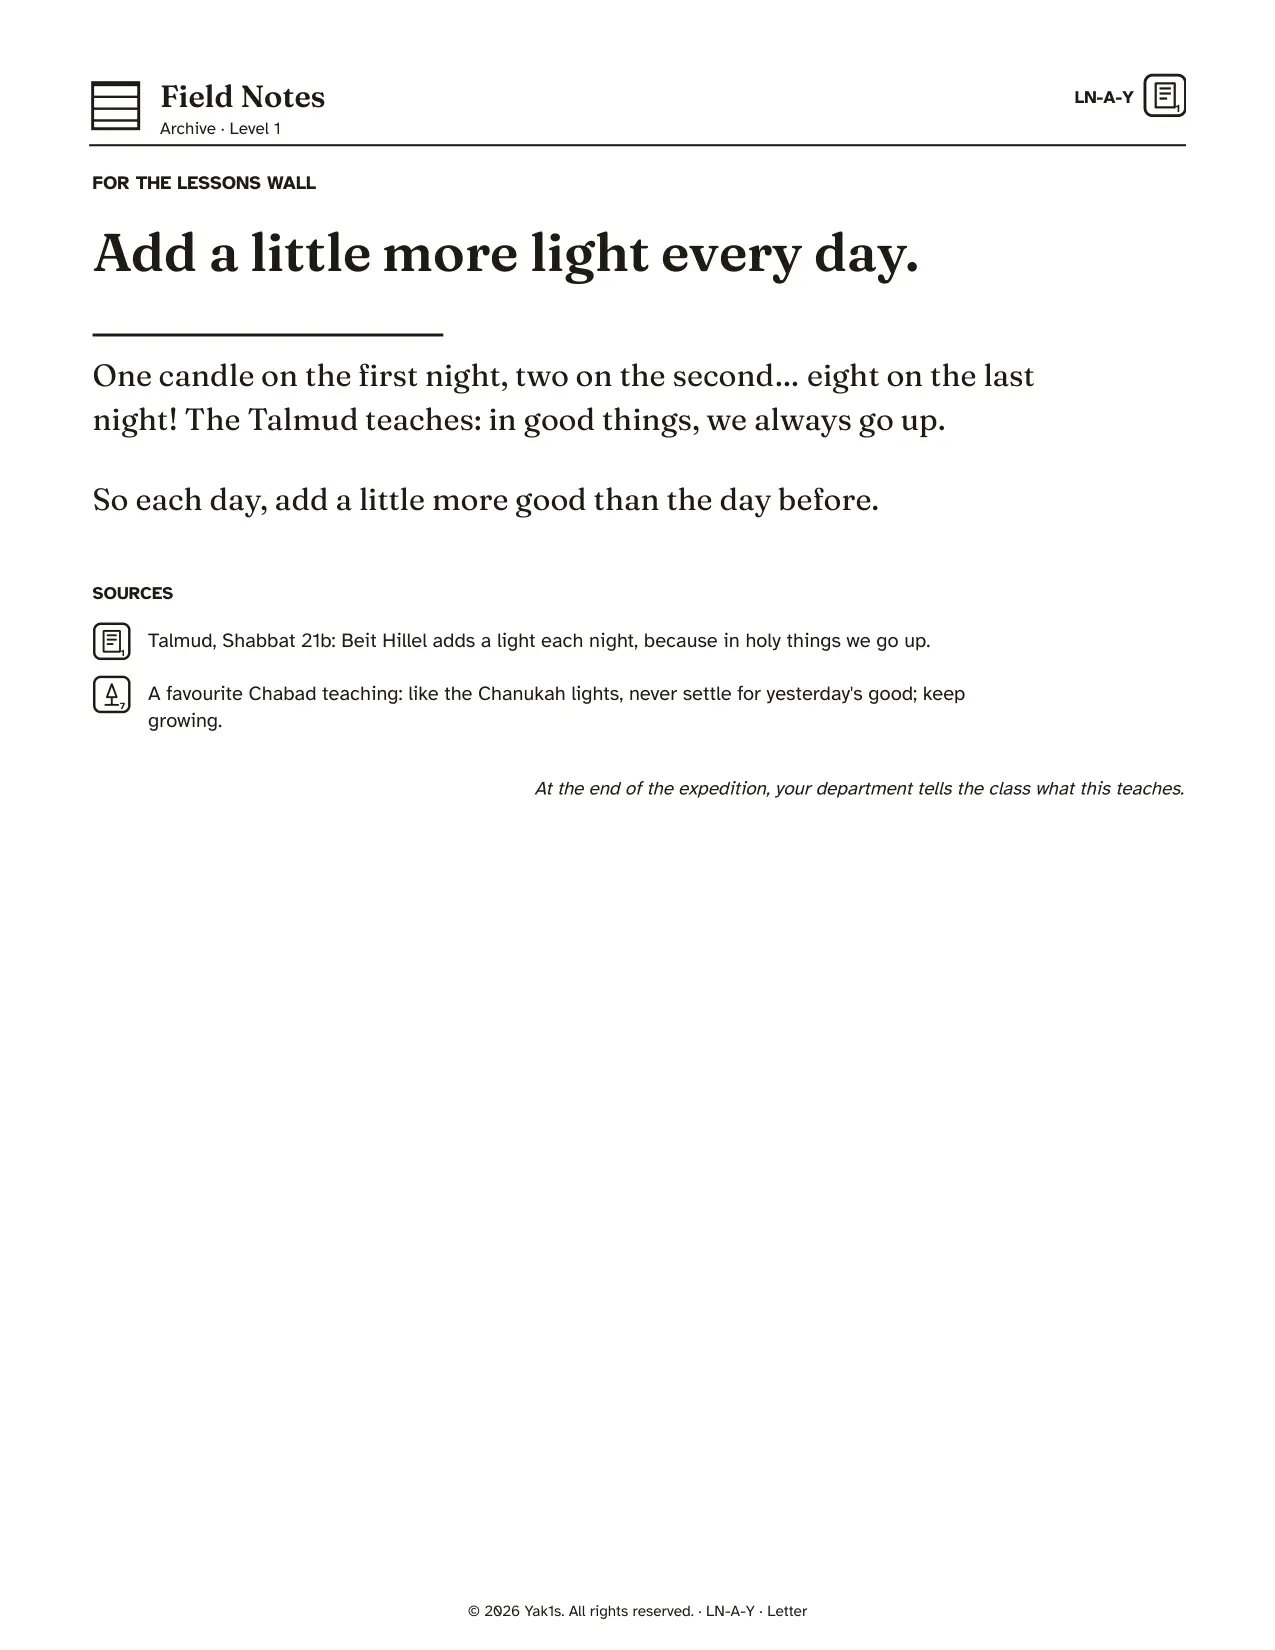 Field Notes
Archive · Level 1
LN-A-Y
1
FOR THE LESSONS WALL
Add a little more light every day.
One candle on the first night, two on the second... eight on the last
night! The Talmud teaches: in good things, we always go up.
So each day, add a little more good than the day before.
SOURCES
1
Talmud, Shabbat 21b: Beit Hillel adds a light each night, because in holy things we go up.
7
A favourite Chabad teaching: like the Chanukah lights, never settle for yesterday's good; keep
growing.
At the end of the expedition, your department tells the class what this teaches.
© 2026 Yak1s. All rights reserved. · LN-A-Y · Letter